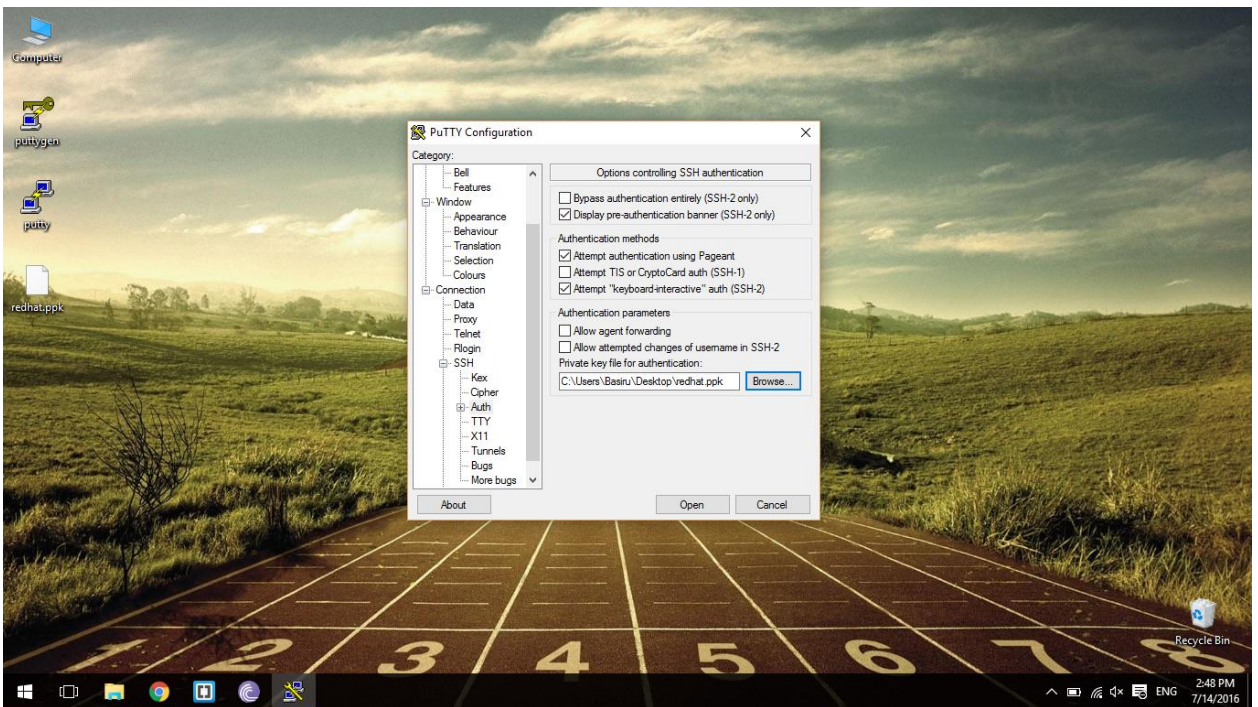 Computer
puttygen
putty
redhat.ppk
PuTTY Configuration
Category:
Bell
Features
Window
Appearance
Behaviour
Translation
Selection
Colours
Connection
Data
Proxy
Telnet
Rlogin
SSH
Kex
Cipher
Auth
TTY
X11
Tunnels
Bugs
More bugs
Options controlling SSH authentication
Bypass authentication entirely (SSH-2 only)
Display pre-authentication banner (SSH-2 only)
Authentication methods
Attempt authentication using Pageant
Attempt TIS or CryptoCard auth (SSH-1)
Attempt "keyboard-interactive" auth (SSH-2)
Authentication parameters
Allow agent forwarding
Allow attempted changes of username in SSH-2
Private key file for authentication:
C:\Users\Basiru\Desktop\redhat.ppk Browse...
About Open Cancel
1 2 3 4 5 6 7 8
Recycle Bin
ENG
2:48 PM
7/14/2016